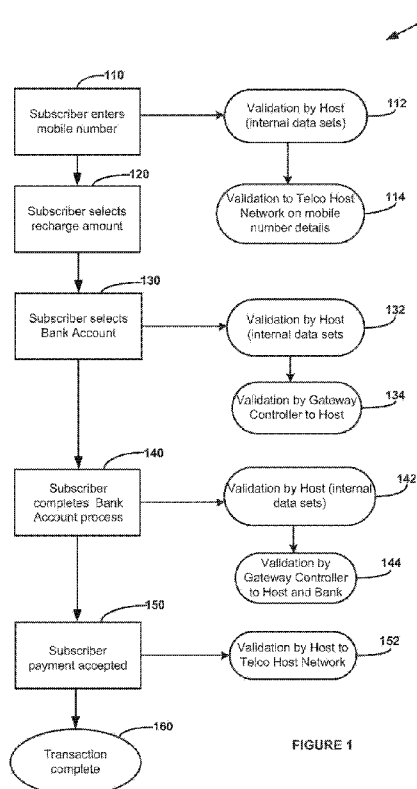 110
Subscriber enters
mobile number
Validation by Host
(internal data sets)
112
120
Subscriber selects
recharge amount
Validation to Telco Host
Network on mobile
number details
114
130
Subscriber selects
Bank Account
Validation by Host
(internal data sets
132
Validation by Gateway
Controller to Host
134
140
Subscriber
completes Bank
Account process
Validation by Host (internal
data sets)
142
Validation by
Gateway Controller
to Host and Bank
144
150
Subscriber
payment accepted
Validation by Host to
Telco Host Network
152
160
Transaction
complete
FIGURE 1